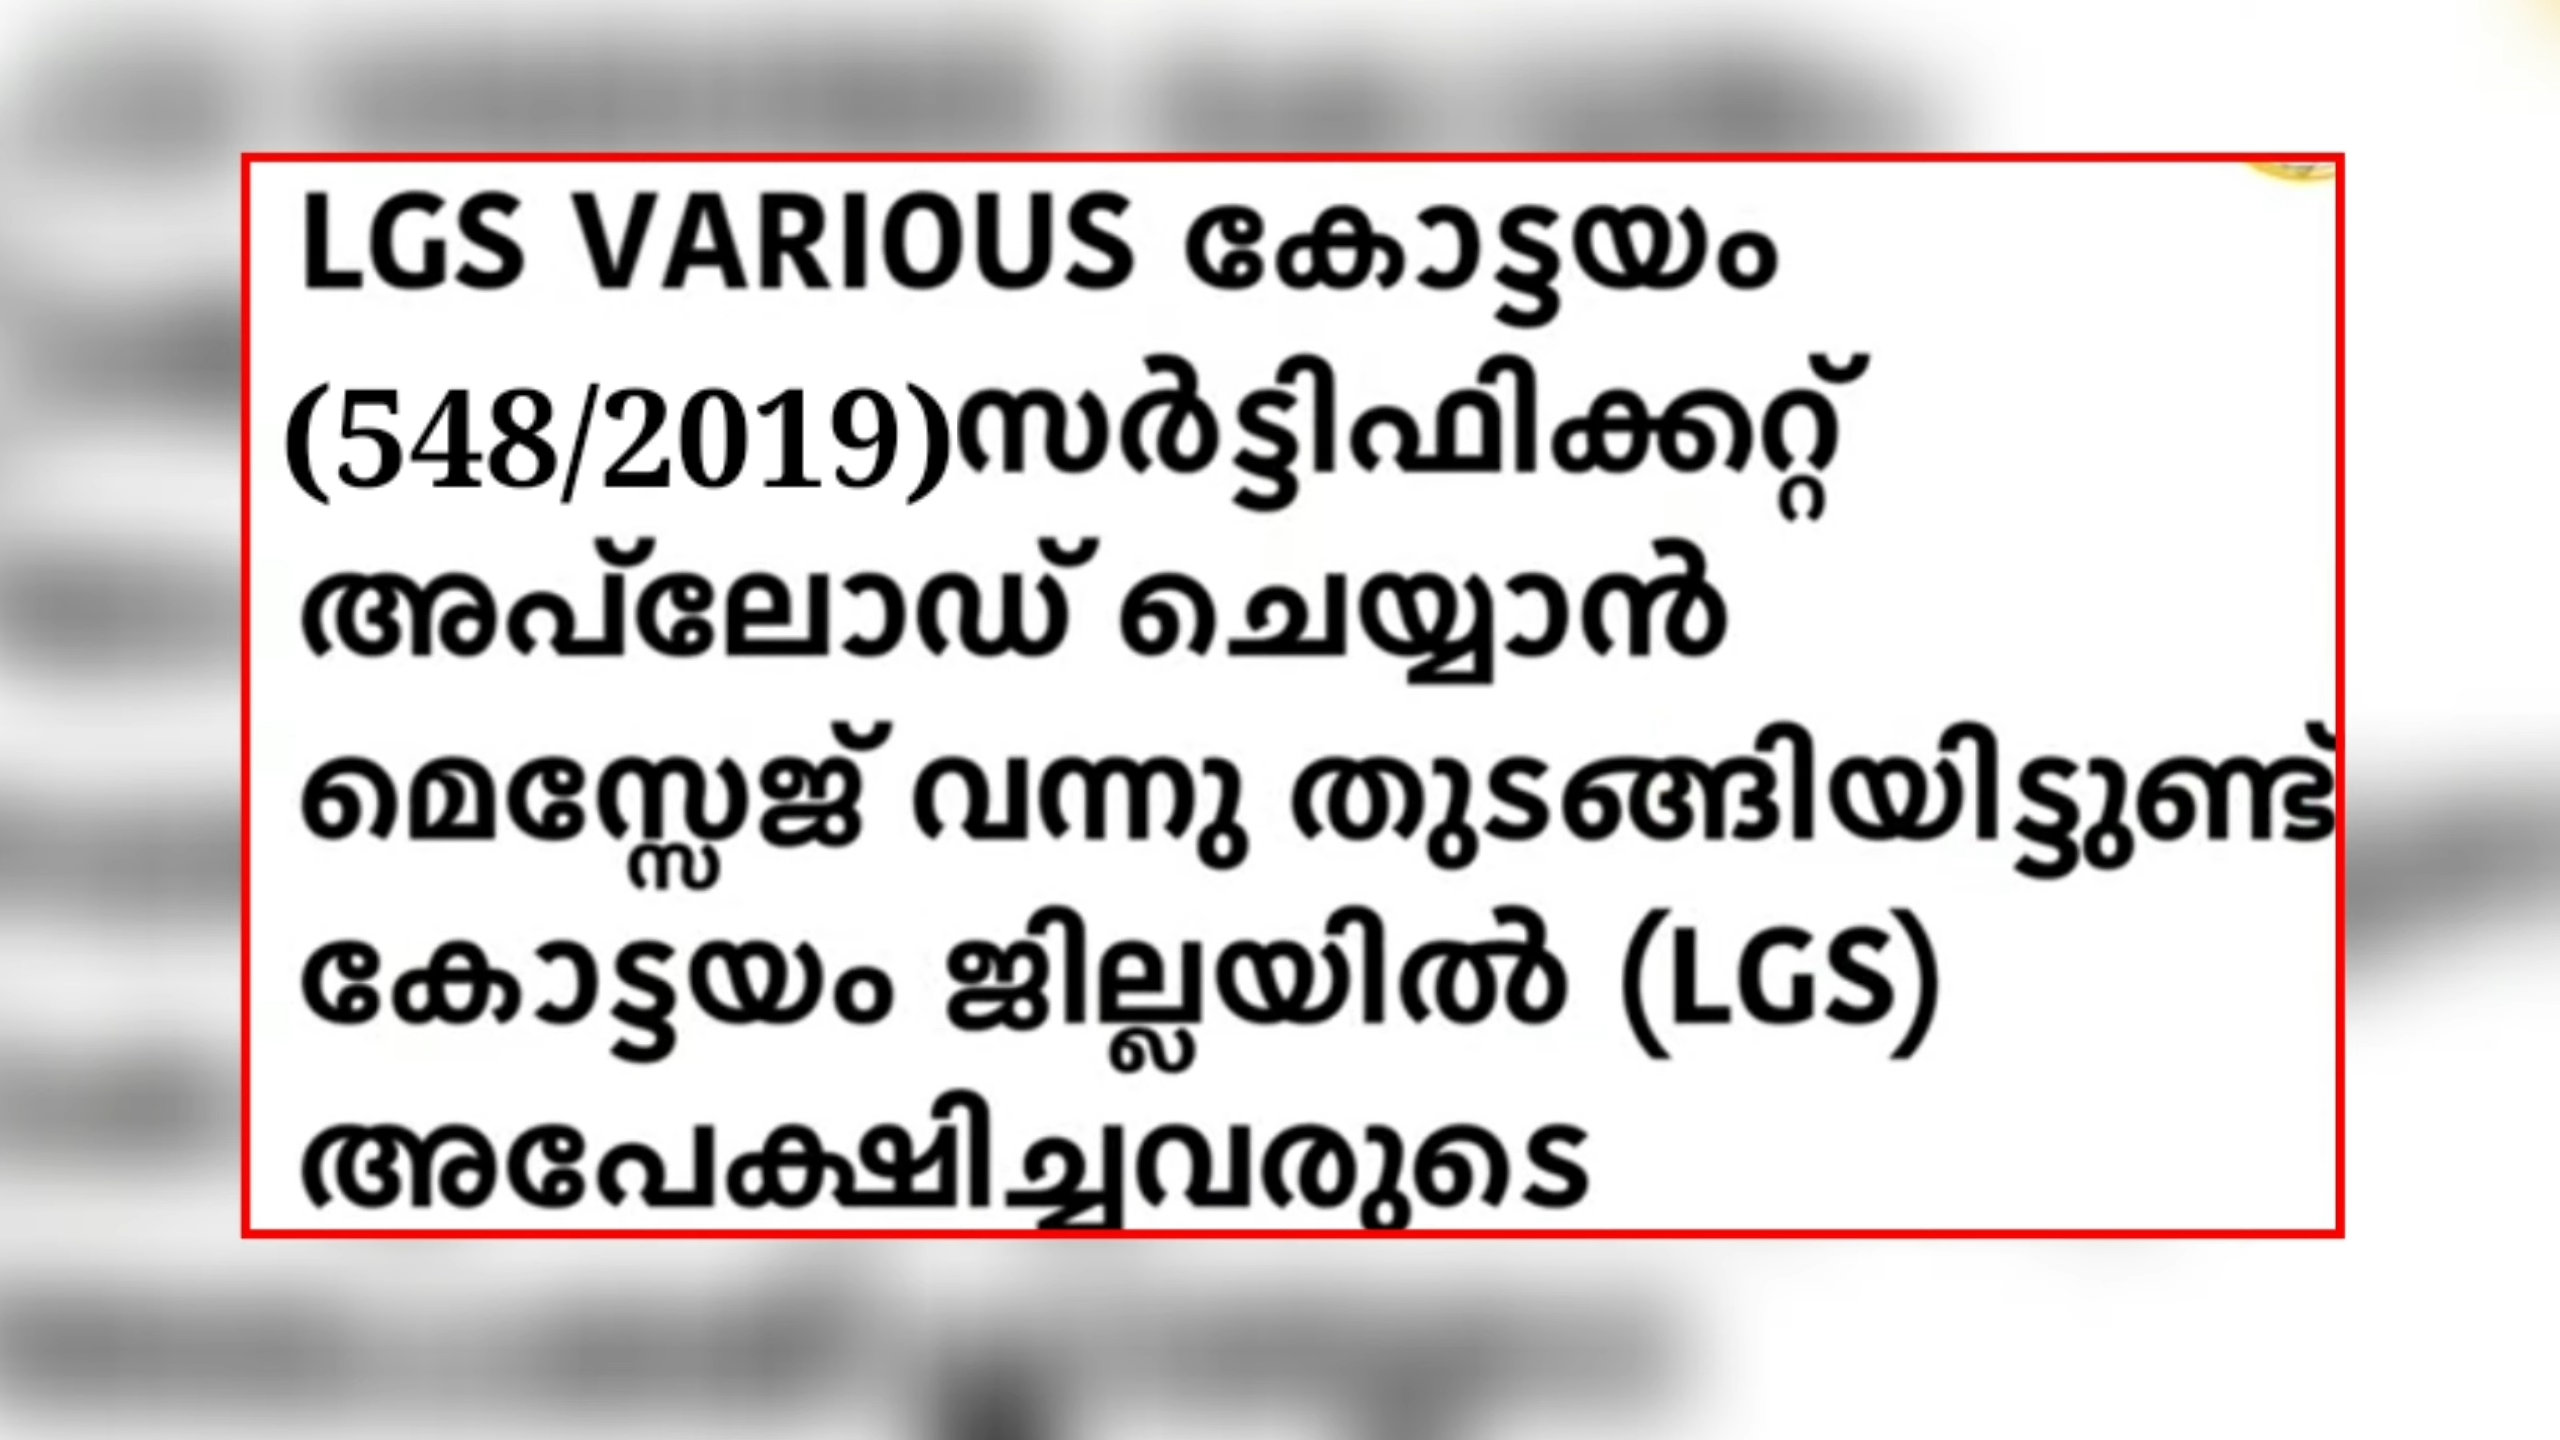 LGS VARIOUS കോട്ടയം
(548/2019)സർട്ടിഫിക്കറ്റ്
അപ്ലോഡ് ചെയ്യാൻ
മെസ്സേജ് വന്നു തുടങ്ങിയിട്ടുണ്ട്
കോട്ടയം ജില്ലയിൽ (LGS)
അപേക്ഷിച്ചവരുടെ